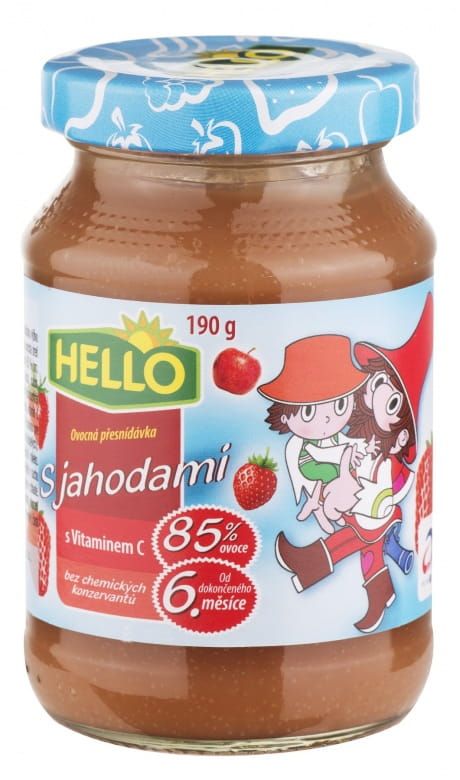 HELLO
190 g
Ovocná přesnídávka
S jahodami
s Vitaminem C
85%
ovoce
bez chemických
konzervantů
6.
Od
dokončeného
měsíce